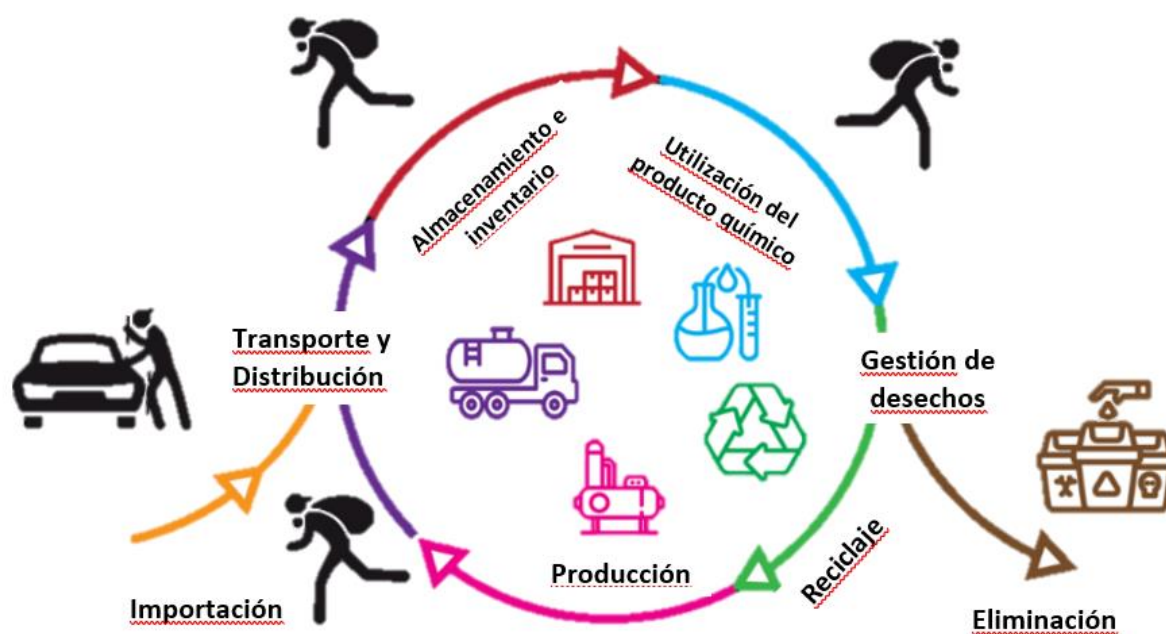 Almacenamiento e
inventario
Utilización del
producto químico
Transporte y
Distribución
Gestión de
desechos
Reciclaje
Producción
Importación
Eliminación